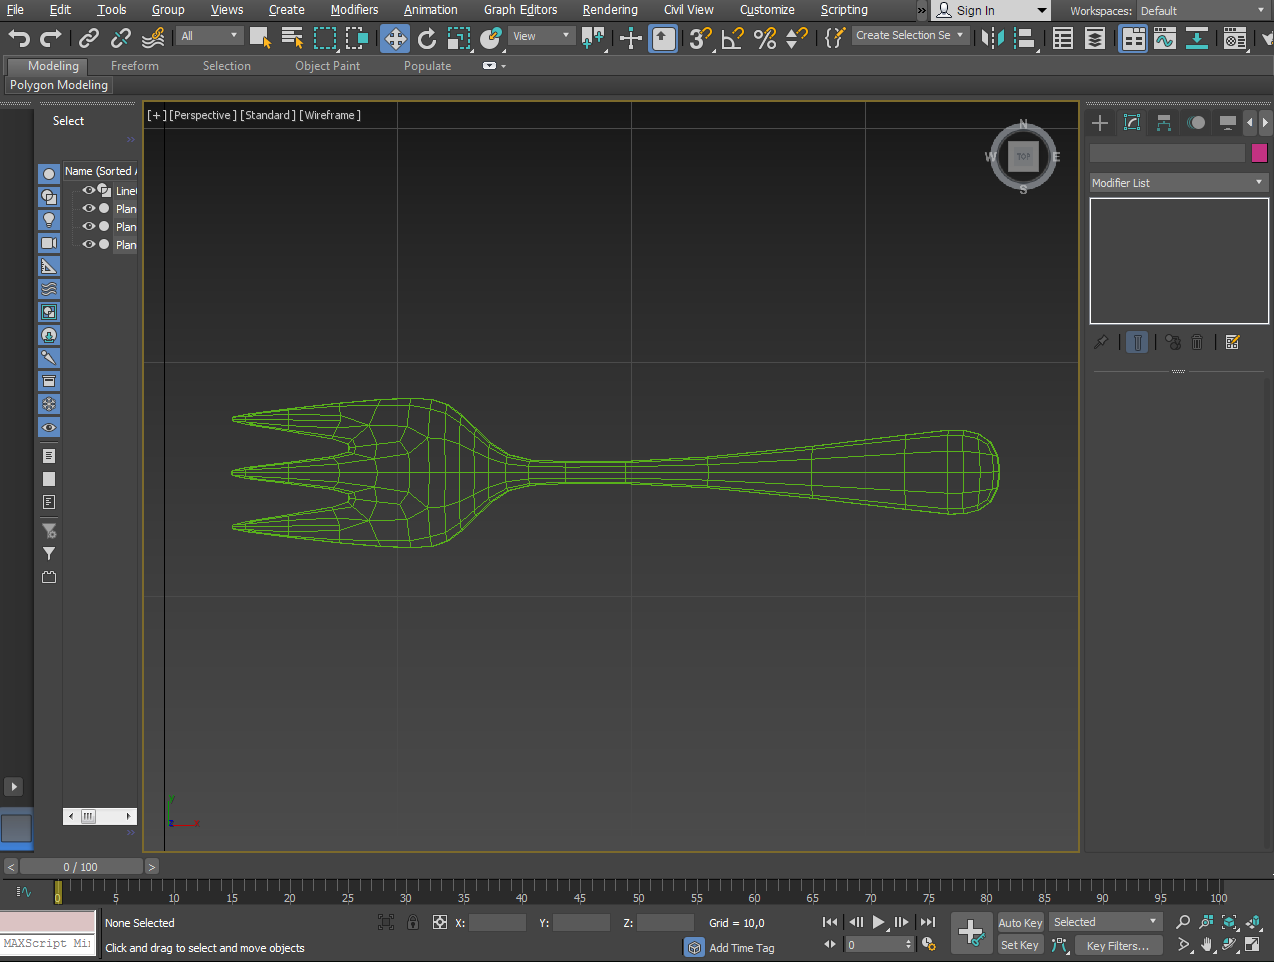 File Edit Tools Group Views Create Modifiers Animation Graph Editors Rendering Civil View Customize Scripting » Sign In Workspaces: Default
All View Create Selection Se
Modeling Freeform Selection Object Paint Populate
Polygon Modeling
Select
[+] [Perspective] [Standard] [Wireframe]
N
W TOP E
S
Name (Sorted A
Line
Plan
Plan
Plan
Modifier List
y
z x
< 0 / 100 >
0 5 10 15 20 25 30 35 40 45 50 55 60 65 70 75 80 85 90 95 100
None Selected X: Y: Z: Grid = 10,0 Auto Key Selected
MAXScript Mi Click and drag to select and move objects Add Time Tag 0 Set Key Key Filters...